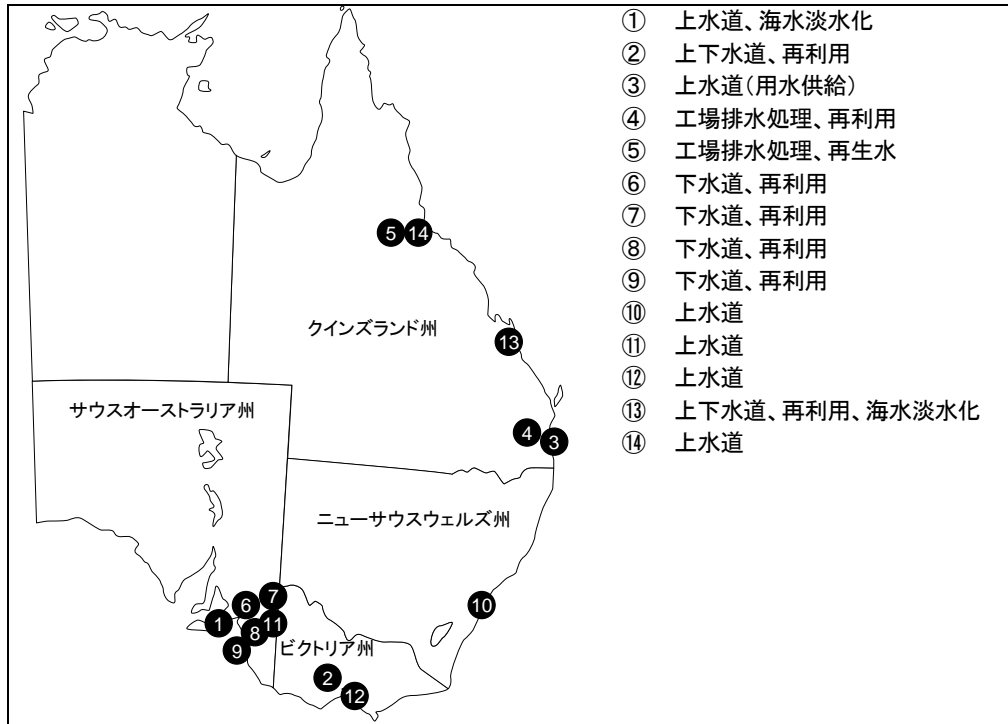 ① 上水道、海水淡水化
② 上下水道、再利用
③ 上水道(用水供給)
④ 工場排水処理、再利用
⑤ 工場排水処理、再生水
⑥ 下水道、再利用
⑦ 下水道、再利用
⑧ 下水道、再利用
⑨ 下水道、再利用
⑩ 上水道
⑪ 上水道
⑫ 上水道
⑬ 上下水道、再利用、海水淡水化
⑭ 上水道
5 14
クインズランド州
13
サウスオーストラリア州
4
3
ニューサウスウェルズ州
7
6
10
1
11
8
9
ビクトリア州
2
12